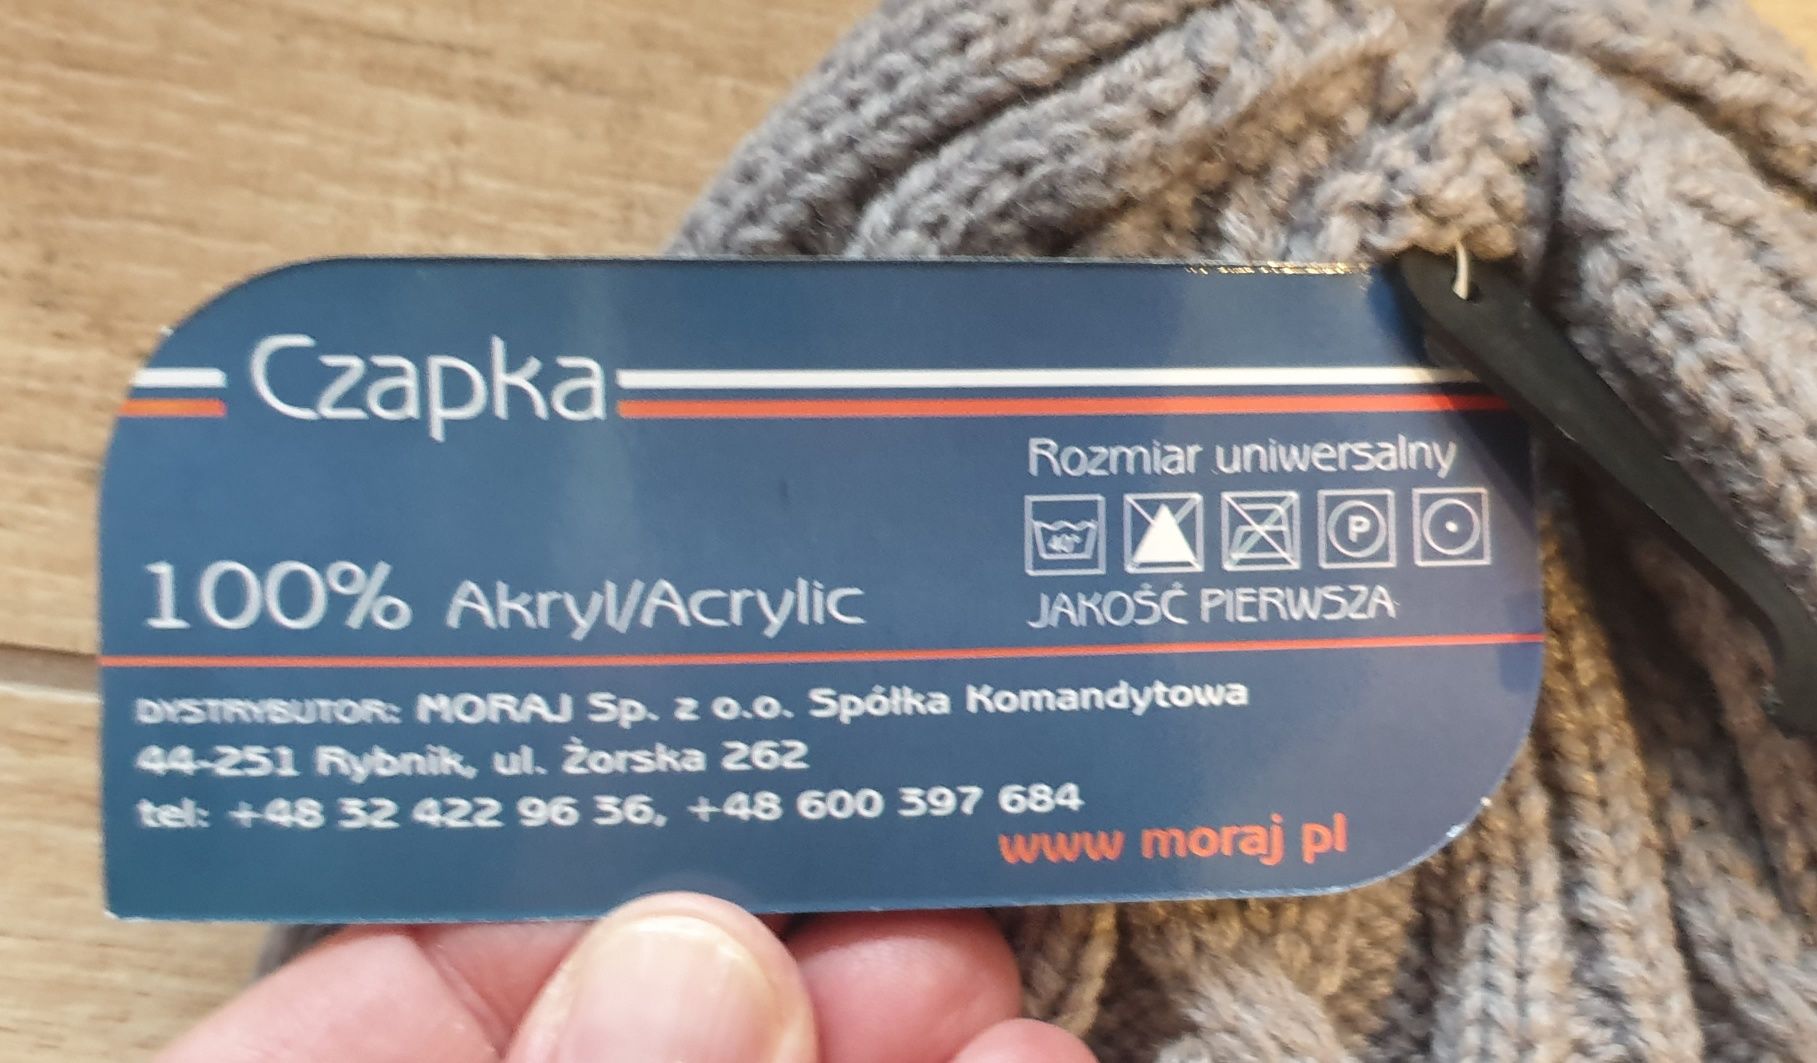 Czapka
Rozmiar uniwersalny
40°
P
100% Akryl/Acrylic
JAKOŚĆ PIERWSZA
DYSTRYBUTOR: MORAJ Sp. z o.o. Spółka Komandytowa
44-251 Rybnik, ul. Żorska 262
tel: +48 32 422 96 36, +48 600 397 684
www moraj pl